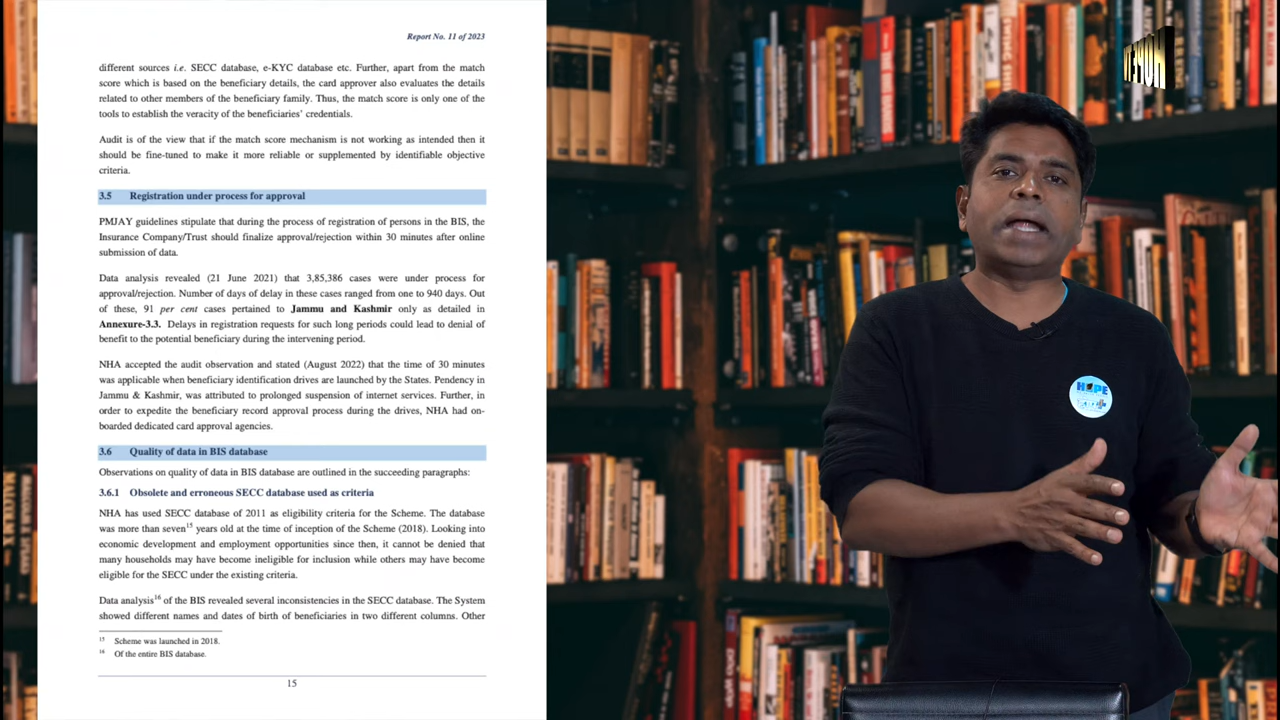 Report No. 11 of 2023
different sources i.e. SECC database, e-KYC database etc. Further, apart from the match
score which is based on the beneficiary details, the card approver also evaluates the details
related to other members of the beneficiary family. Thus, the match score is only one of the
tools to establish the veracity of the beneficiaries' credentials.
Audit is of the view that if the match score mechanism is not working as intended then it
should be fine-tuned to make it more reliable or supplemented by identifiable objective
criteria.
3.5 Registration under process for approval
PMJAY guidelines stipulate that during the process of registration of persons in the BIS, the
Insurance Company/Trust should finalize approval/rejection within 30 minutes after online
submission of data.
Data analysis revealed (21 June 2021) that 3,85,386 cases were under process for
approval/rejection. Number of days of delay in these cases ranged from one to 940 days. Out
of these, 91 per cent cases pertained to Jammu and Kashmir only as detailed in
Annexure-3.3. Delays in registration requests for such long periods could lead to denial of
benefit to the potential beneficiary during the intervening period.
NHA accepted the audit observation and stated (August 2022) that the time of 30 minutes
was applicable when beneficiary identification drives are launched by the States. Pendency in
Jammu & Kashmir, was attributed to prolonged suspension of internet services. Further, in
order to expedite the beneficiary record approval process during the drives, NHA had on-
boarded dedicated card approval agencies.
3.6 Quality of data in BIS database
Observations on quality of data in BIS database are outlined in the succeeding paragraphs:
3.6.1 Obsolete and erroneous SECC database used as criteria
NHA has used SECC database of 2011 as eligibility criteria for the Scheme. The database
was more than seven15 years old at the time of inception of the Scheme (2018). Looking into
economic development and employment opportunities since then, it cannot be denied that
many households may have become ineligible for inclusion while others may have become
eligible for the SECC under the existing criteria.
Data analysis16 of the BIS revealed several inconsistencies in the SECC database. The System
showed different names and dates of birth of beneficiaries in two different columns. Other
15 Scheme was launched in 2018.
16 Of the entire BIS database.
15
HOPE